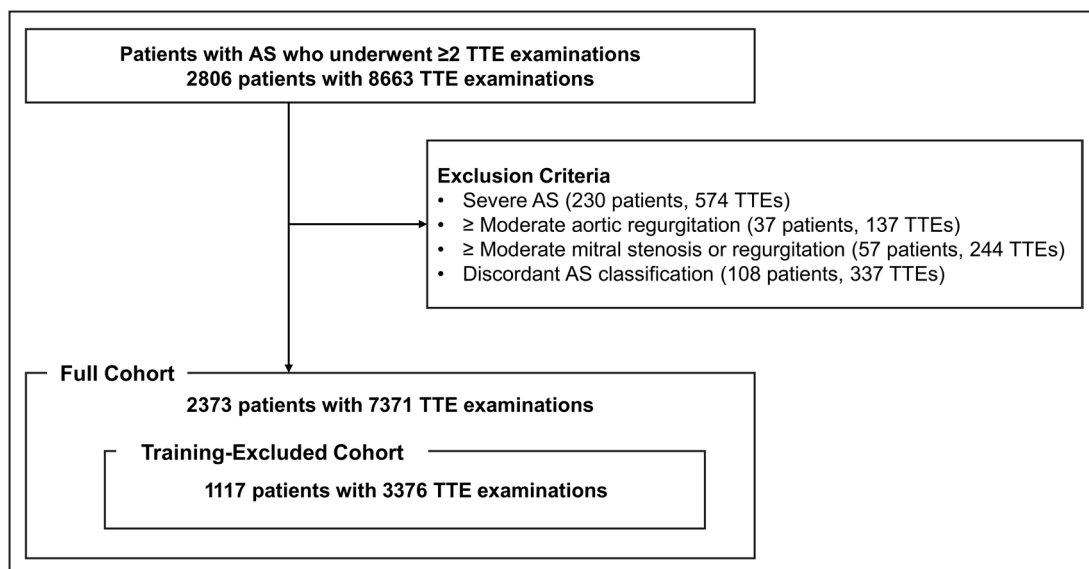 Patients with AS who underwent ≥2 TTE examinations
2806 patients with 8663 TTE examinations
Exclusion Criteria
• Severe AS (230 patients, 574 TTEs)
• ≥ Moderate aortic regurgitation (37 patients, 137 TTEs)
• ≥ Moderate mitral stenosis or regurgitation (57 patients, 244 TTEs)
• Discordant AS classification (108 patients, 337 TTEs)
Full Cohort
2373 patients with 7371 TTE examinations
Training-Excluded Cohort
1117 patients with 3376 TTE examinations